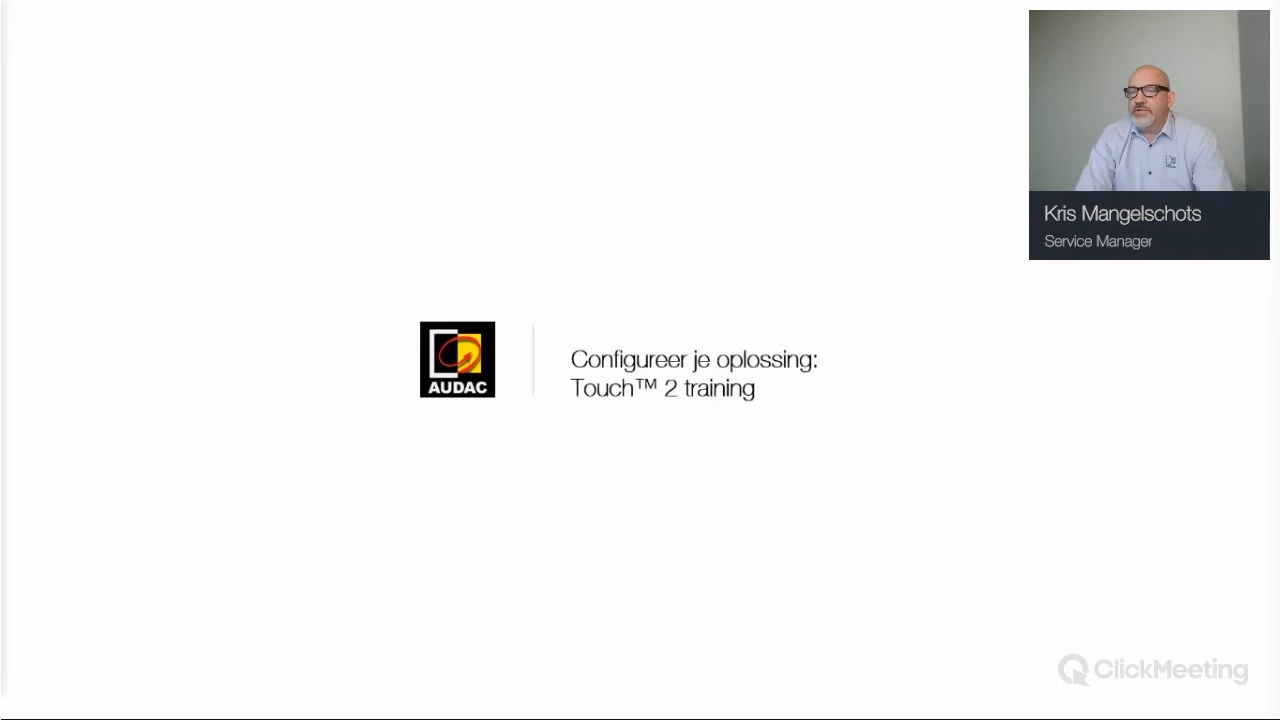 Kris Mangelschots
Service Manager
AUDAC
Configureer je oplossing:
Touch™ 2 training
ClickMeeting